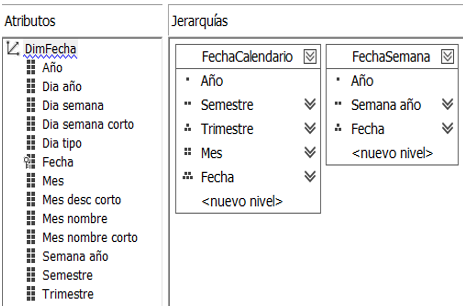 Atributos
DimFecha
Año
Dia año
Dia semana
Dia semana corto
Dia tipo
Fecha
Mes
Mes desc corto
Mes nombre
Mes nombre corto
Semana año
Semestre
Trimestre
Jerarquías
FechaCalendario
Año
Semestre
Trimestre
Mes
Fecha
<nuevo nivel>
FechaSemana
Año
Semana año
Fecha
<nuevo nivel>